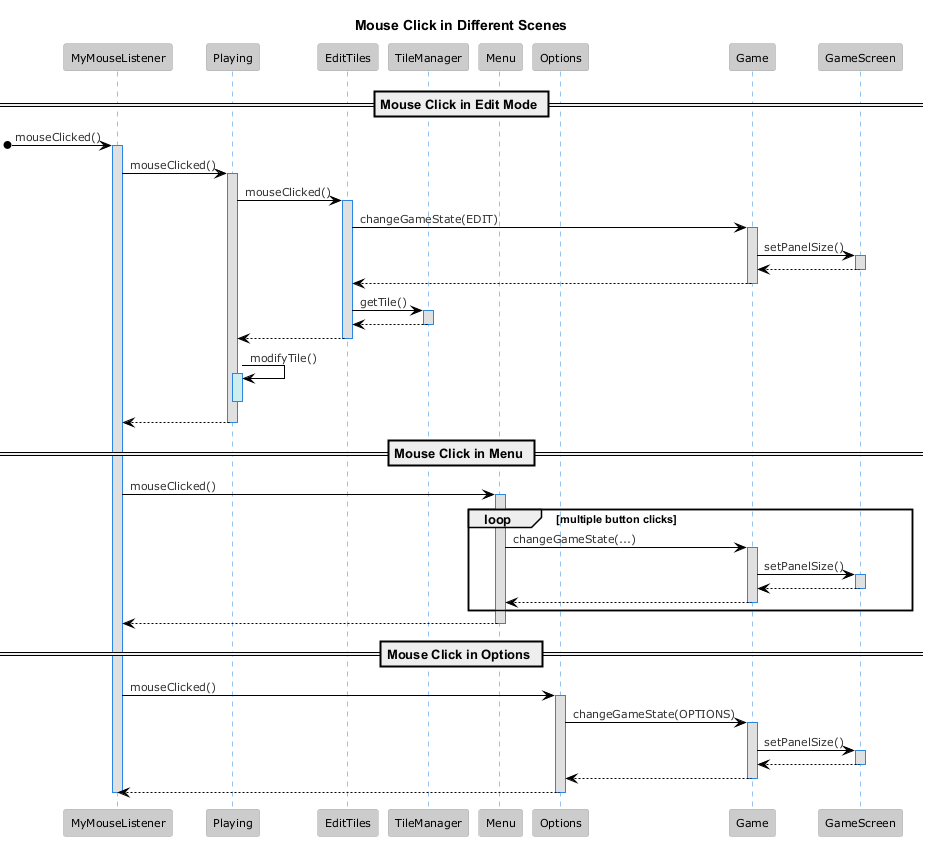 Mouse Click in Different Scenes
MyMouseListener Playing EditTiles TileManager Menu Options Game GameScreen
Mouse Click in Edit Mode
mouseClicked()
mouseClicked()
mouseClicked()
changeGameState(EDIT)
setPanelSize()
getTile()
modifyTile()
Mouse Click in Menu
mouseClicked()
loop [multiple button clicks]
changeGameState(...)
setPanelSize()
Mouse Click in Options
mouseClicked()
changeGameState(OPTIONS)
setPanelSize()
MyMouseListener Playing EditTiles TileManager Menu Options Game GameScreen